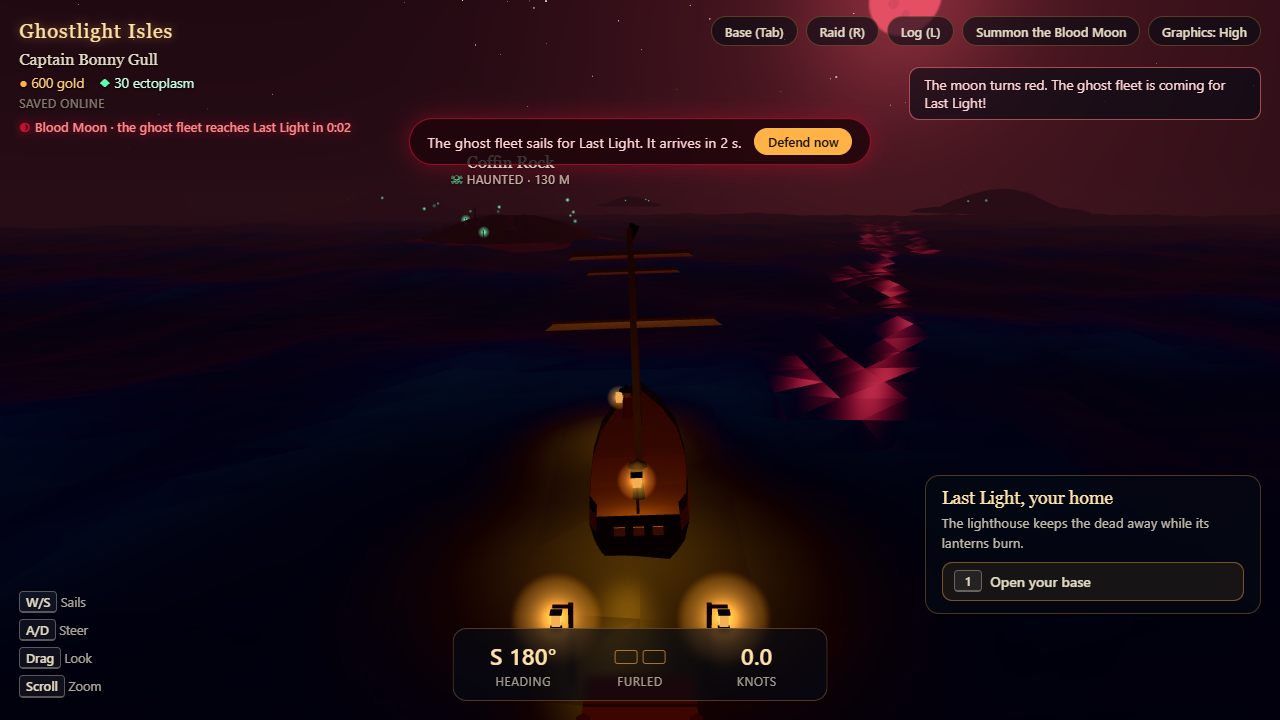 Ghostlight Isles
Captain Bonny Gull
600 gold 30 ectoplasm
SAVED ONLINE
Blood Moon · the ghost fleet reaches Last Light in 0:02
Base (Tab)
Raid (R)
Log (L)
Summon the Blood Moon
Graphics: High
The moon turns red. The ghost fleet is coming for
Last Light!
The ghost fleet sails for Last Light. It arrives in 2 s.
Defend now
Coffin Rock
HAUNTED · 130 M
Last Light, your home
The lighthouse keeps the dead away while its
lanterns burn.
1 Open your base
W/S Sails
A/D Steer
Drag Look
Scroll Zoom
S 180°
HEADING
FURLED
0.0
KNOTS